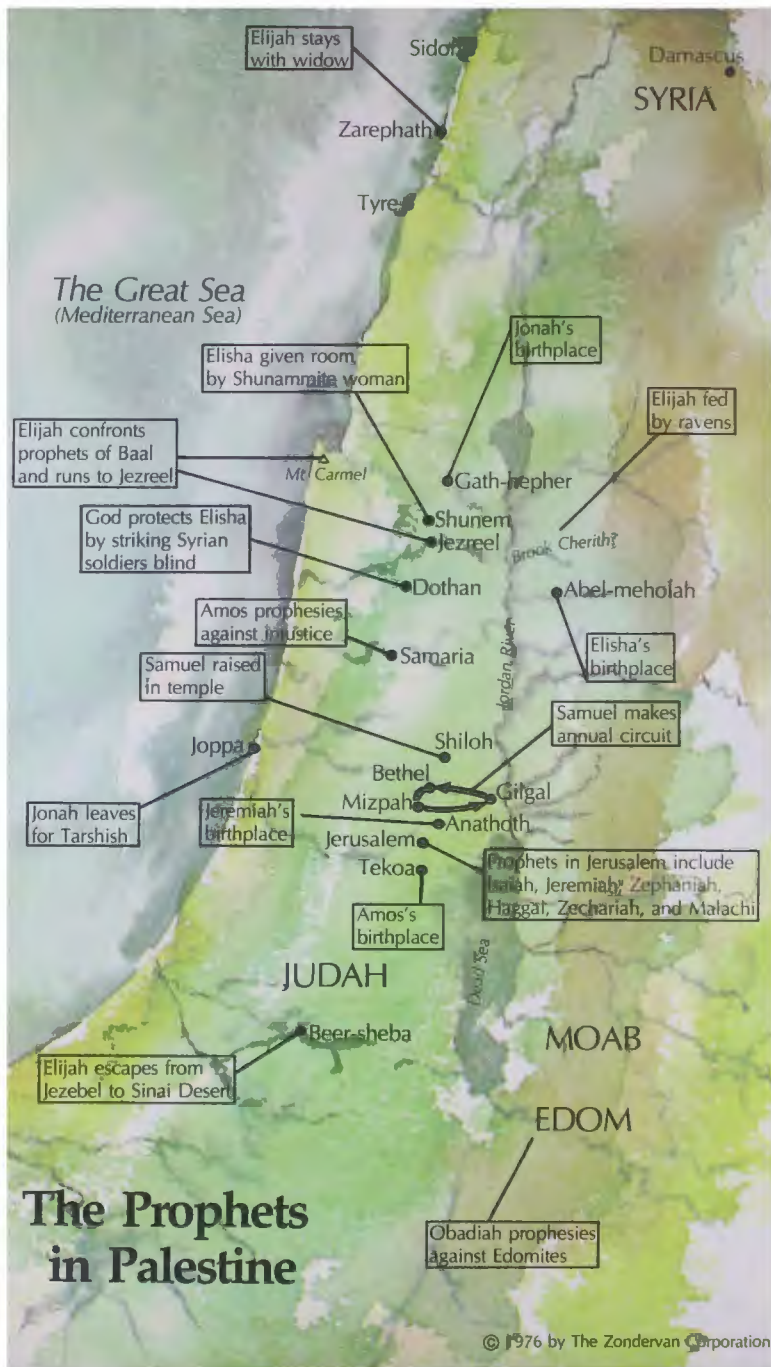 Elijah stays
with widow
Sidon
Damascus
SYRIA
Zarephath
Tyre
The Great Sea
(Mediterranean Sea)
Jonah's
birthplace
Elisha given room
by Shunammite woman
Elijah fed
by ravens
Elijah confronts
prophets of Baal
and runs to Jezreel
Mt. Carmel
Gath-hepher
God protects Elisha
by striking Syrian
soldiers blind
Shunem
Jezreel
Brook Cherith?
Dothan
Abel-meholah
Amos prophesies
against injustice
Samaria
Elisha's
birthplace
Jordan River
Samuel raised
in temple
Samuel makes
annual circuit
Joppa
Shiloh
Bethel
Gilgal
Mizpah
Jonah leaves
for Tarshish
Jeremiah's
birthplace
Anathoth
Jerusalem
Prophets in Jerusalem include
Isaiah, Jeremiah, Zephaniah,
Haggai, Zechariah, and Malachi
Tekoa
Amos's
birthplace
Dead Sea
JUDAH
Beer-sheba
MOAB
Elijah escapes from
Jezebel to Sinai Desert
EDOM
The Prophets
in Palestine
Obadiah prophesies
against Edomites
© 1976 by The Zondervan Corporation